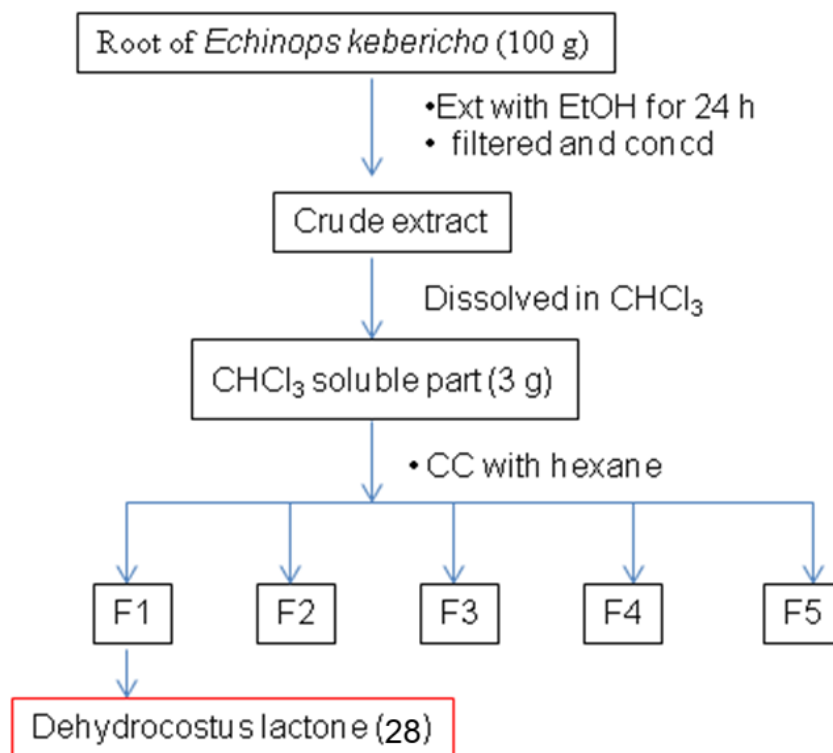 Root of Echinops kebericho (100 g)
•Ext with EtOH for 24 h
• filtered and concd
Crude extract
Dissolved in CHCl₃
CHCl₃ soluble part (3 g)
• CC with hexane
F1 F2 F3 F4 F5
Dehydrocostus lactone (28)